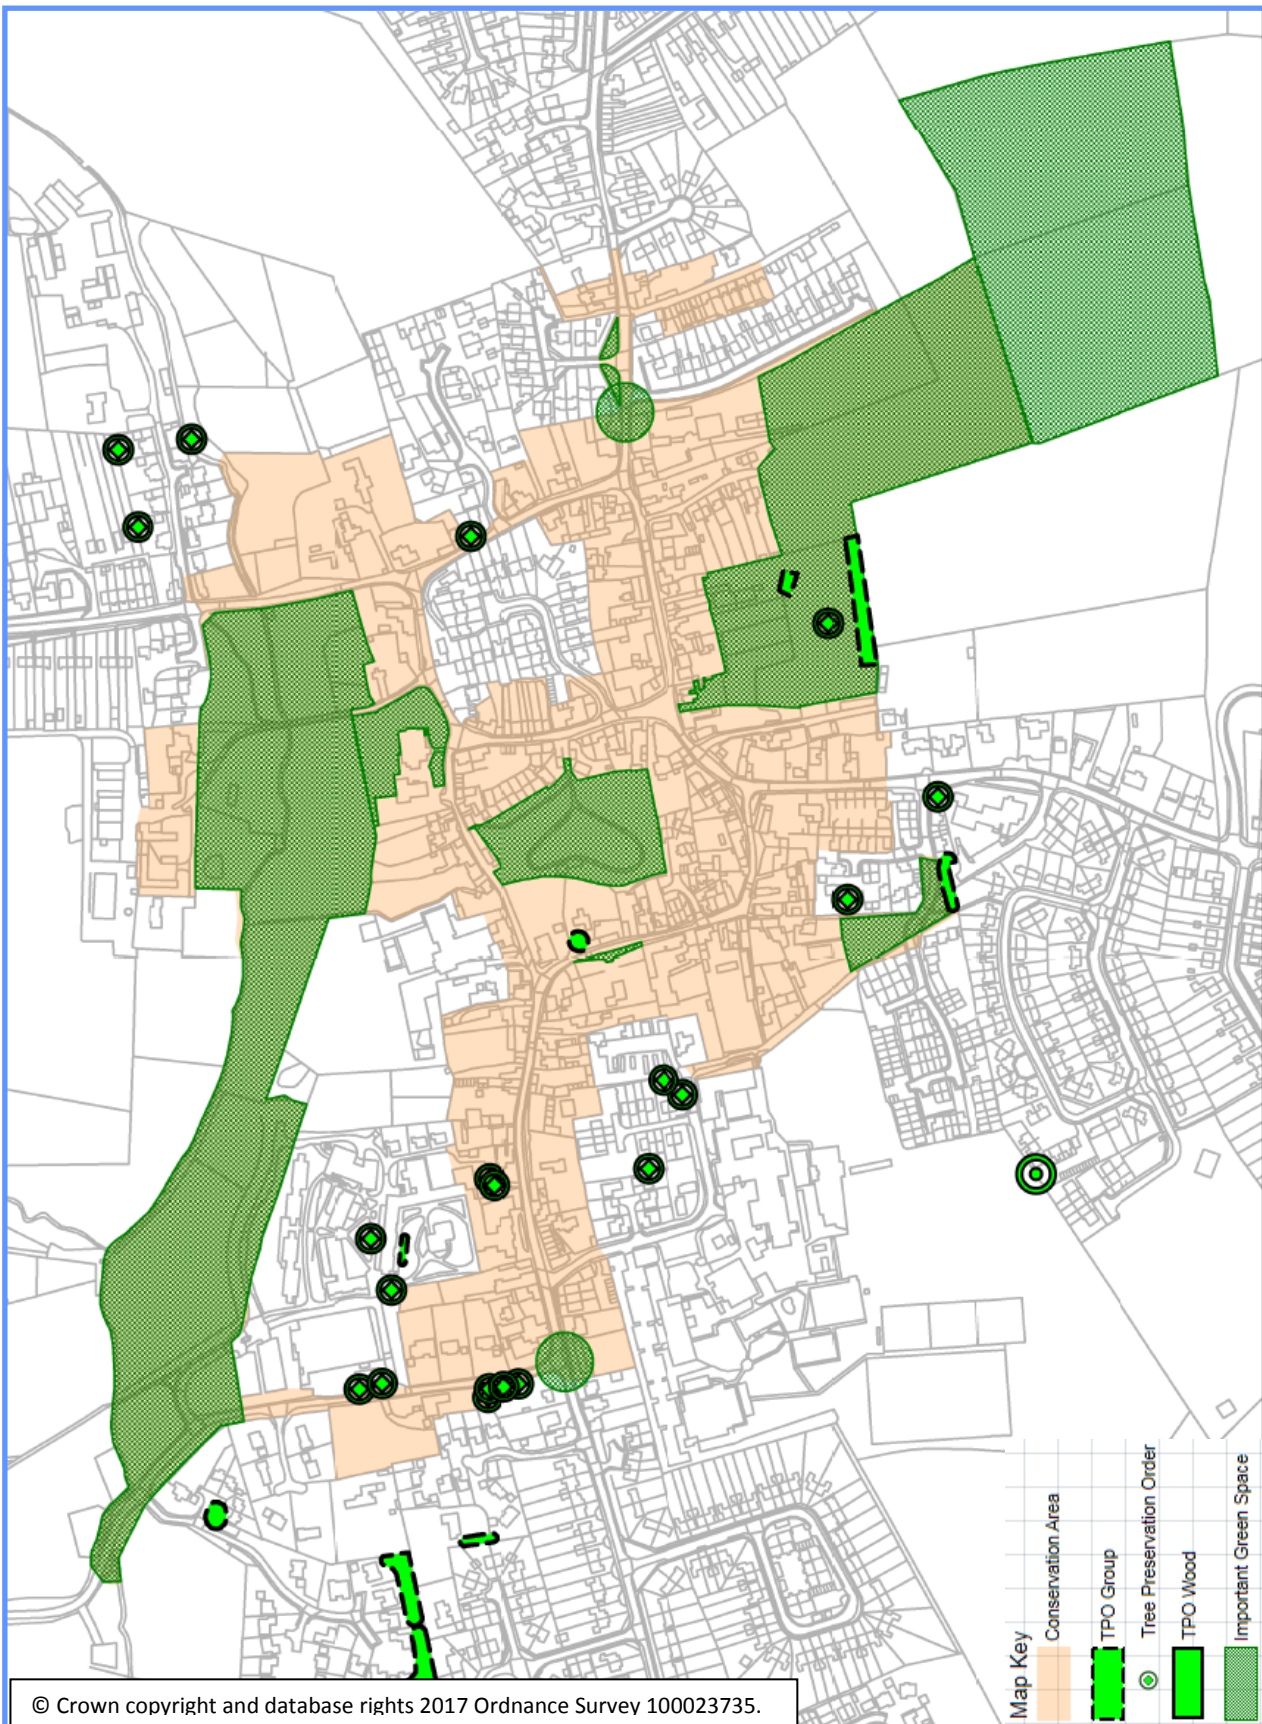 Map Key
Conservation Area
TPO Group
Tree Preservation Order
TPO Wood
Important Green Space
© Crown copyright and database rights 2017 Ordnance Survey 100023735.